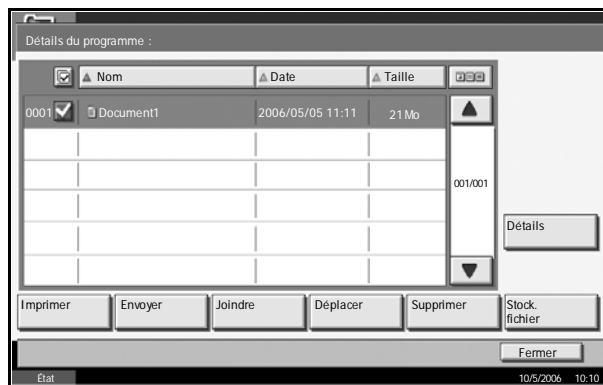 Détails du programme :
Nom Date Taille
0001 Document1 2006/05/05 11:11 21 Mo
001/001
Détails
Imprimer Envoyer Joindre Déplacer Supprimer Stock.
fichier
Fermer
État 10/5/2006 10:10